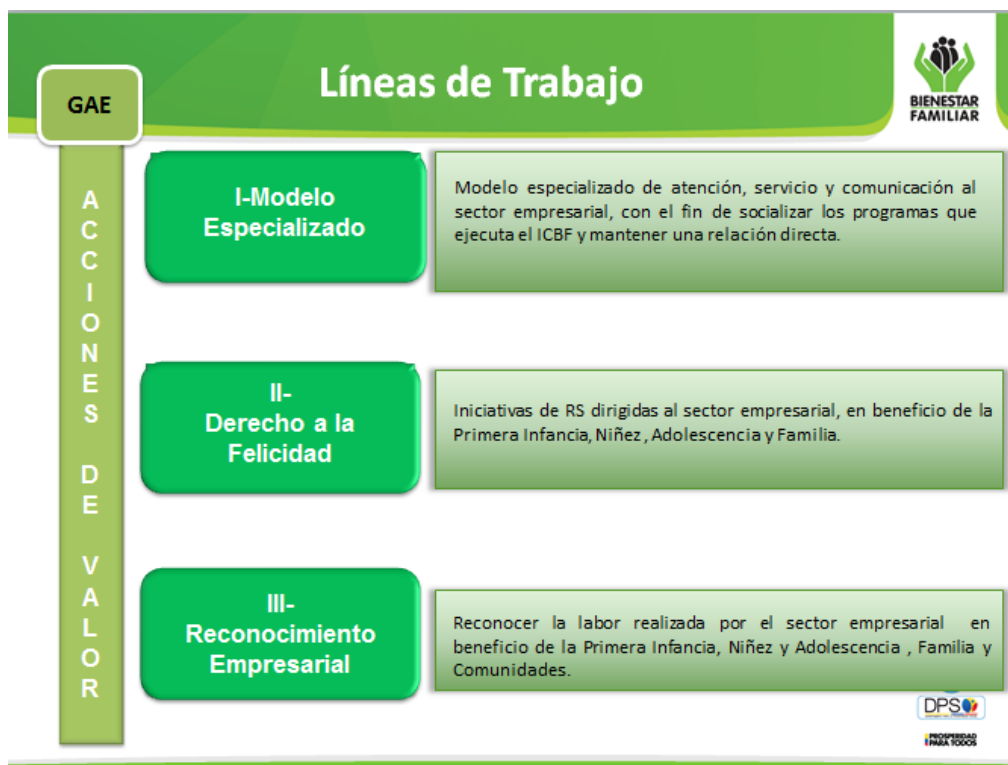 Líneas de Trabajo
GAE
BIENESTAR
FAMILIAR
ACCIONES DE VALOR
I-Modelo
Especializado
Modelo especializado de atención, servicio y comunicación al
sector empresarial, con el fin de socializar los programas que
ejecuta el ICBF y mantener una relación directa.
II-
Derecho a la
Felicidad
Iniciativas de RS dirigidas al sector empresarial, en beneficio de la
Primera Infancia, Niñez , Adolescencia y Familia.
III-
Reconocimiento
Empresarial
Reconocer la labor realizada por el sector empresarial en
beneficio de la Primera Infancia, Niñez y Adolescencia , Familia y
Comunidades.
DPS
PROSPERIDAD
PARA TODOS